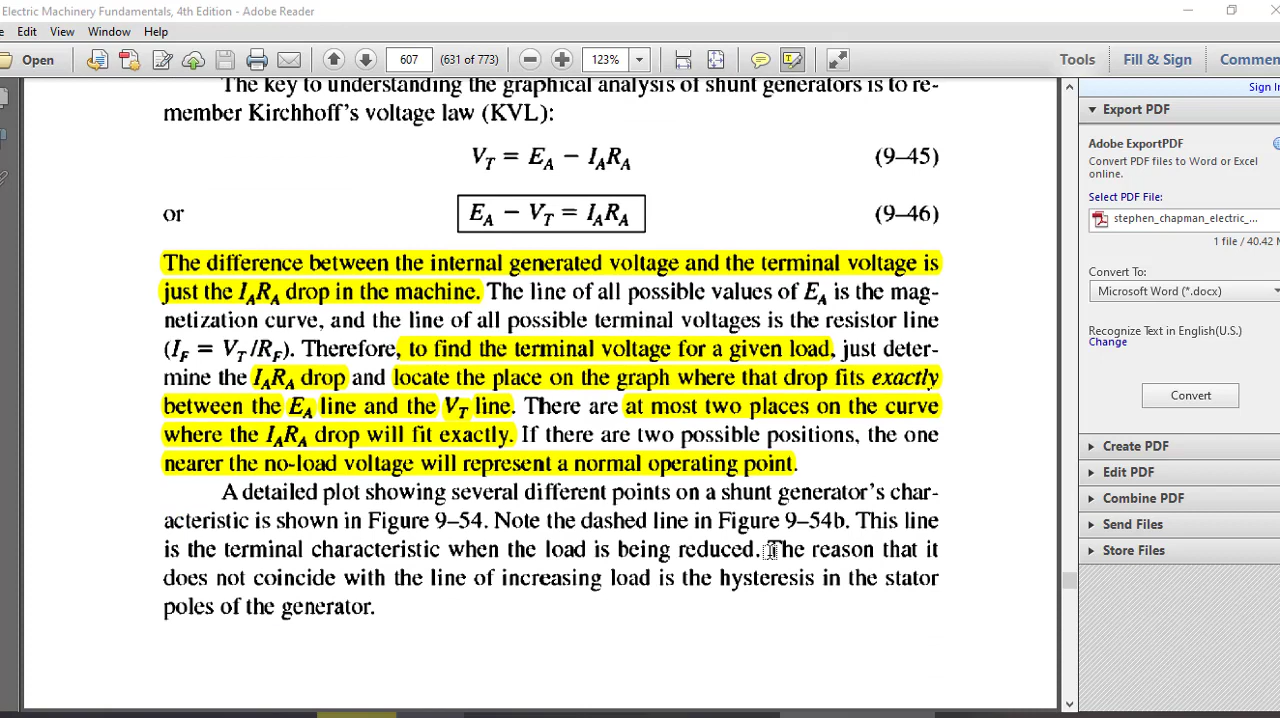 Electric Machinery Fundamentals, 4th Edition - Adobe Reader
Edit View Window Help
Open 607 (631 of 773) 123% Tools Fill & Sign Commen
Sign In
The key to understanding the graphical analysis of shunt generators is to re-
member Kirchhoff's voltage law (KVL):
V_T = E_A − I_A R_A (9–45)
or E_A − V_T = I_A R_A (9–46)
The difference between the internal generated voltage and the terminal voltage is
just the I_A R_A drop in the machine. The line of all possible values of E_A is the mag-
netization curve, and the line of all possible terminal voltages is the resistor line
(I_F = V_T/R_F). Therefore, to find the terminal voltage for a given load, just deter-
mine the I_A R_A drop and locate the place on the graph where that drop fits exactly
between the E_A line and the V_T line. There are at most two places on the curve
where the I_A R_A drop will fit exactly. If there are two possible positions, the one
nearer the no-load voltage will represent a normal operating point.
A detailed plot showing several different points on a shunt generator's char-
acteristic is shown in Figure 9–54. Note the dashed line in Figure 9–54b. This line
is the terminal characteristic when the load is being reduced. The reason that it
does not coincide with the line of increasing load is the hysteresis in the stator
poles of the generator.
Export PDF
Adobe ExportPDF
Convert PDF files to Word or Excel
online.
Select PDF File:
stephen_chapman_electric_...
1 file / 40.42 M
Convert To:
Microsoft Word (*.docx)
Recognize Text in English(U.S.)
Change
Convert
Create PDF
Edit PDF
Combine PDF
Send Files
Store Files